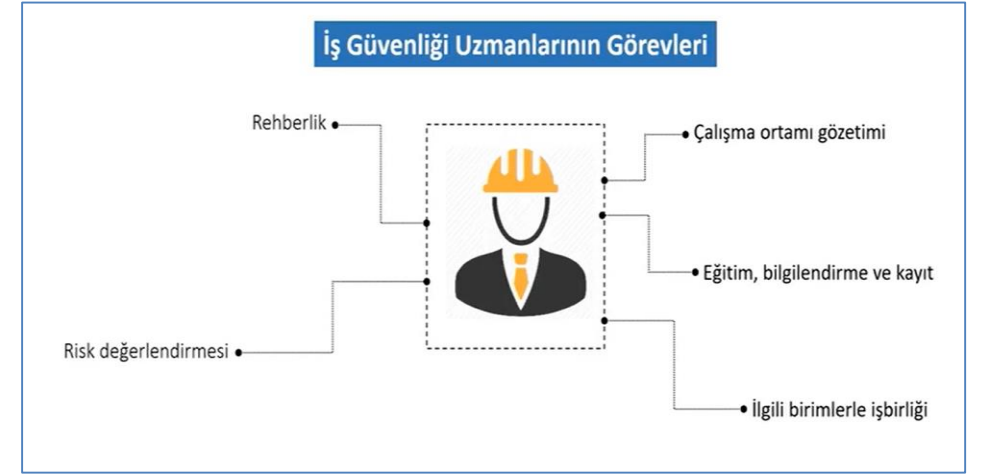 İş Güvenliği Uzmanlarının Görevleri
Rehberlik
Çalışma ortamı gözetimi
Eğitim, bilgilendirme ve kayıt
Risk değerlendirmesi
İlgili birimlerle işbirliği